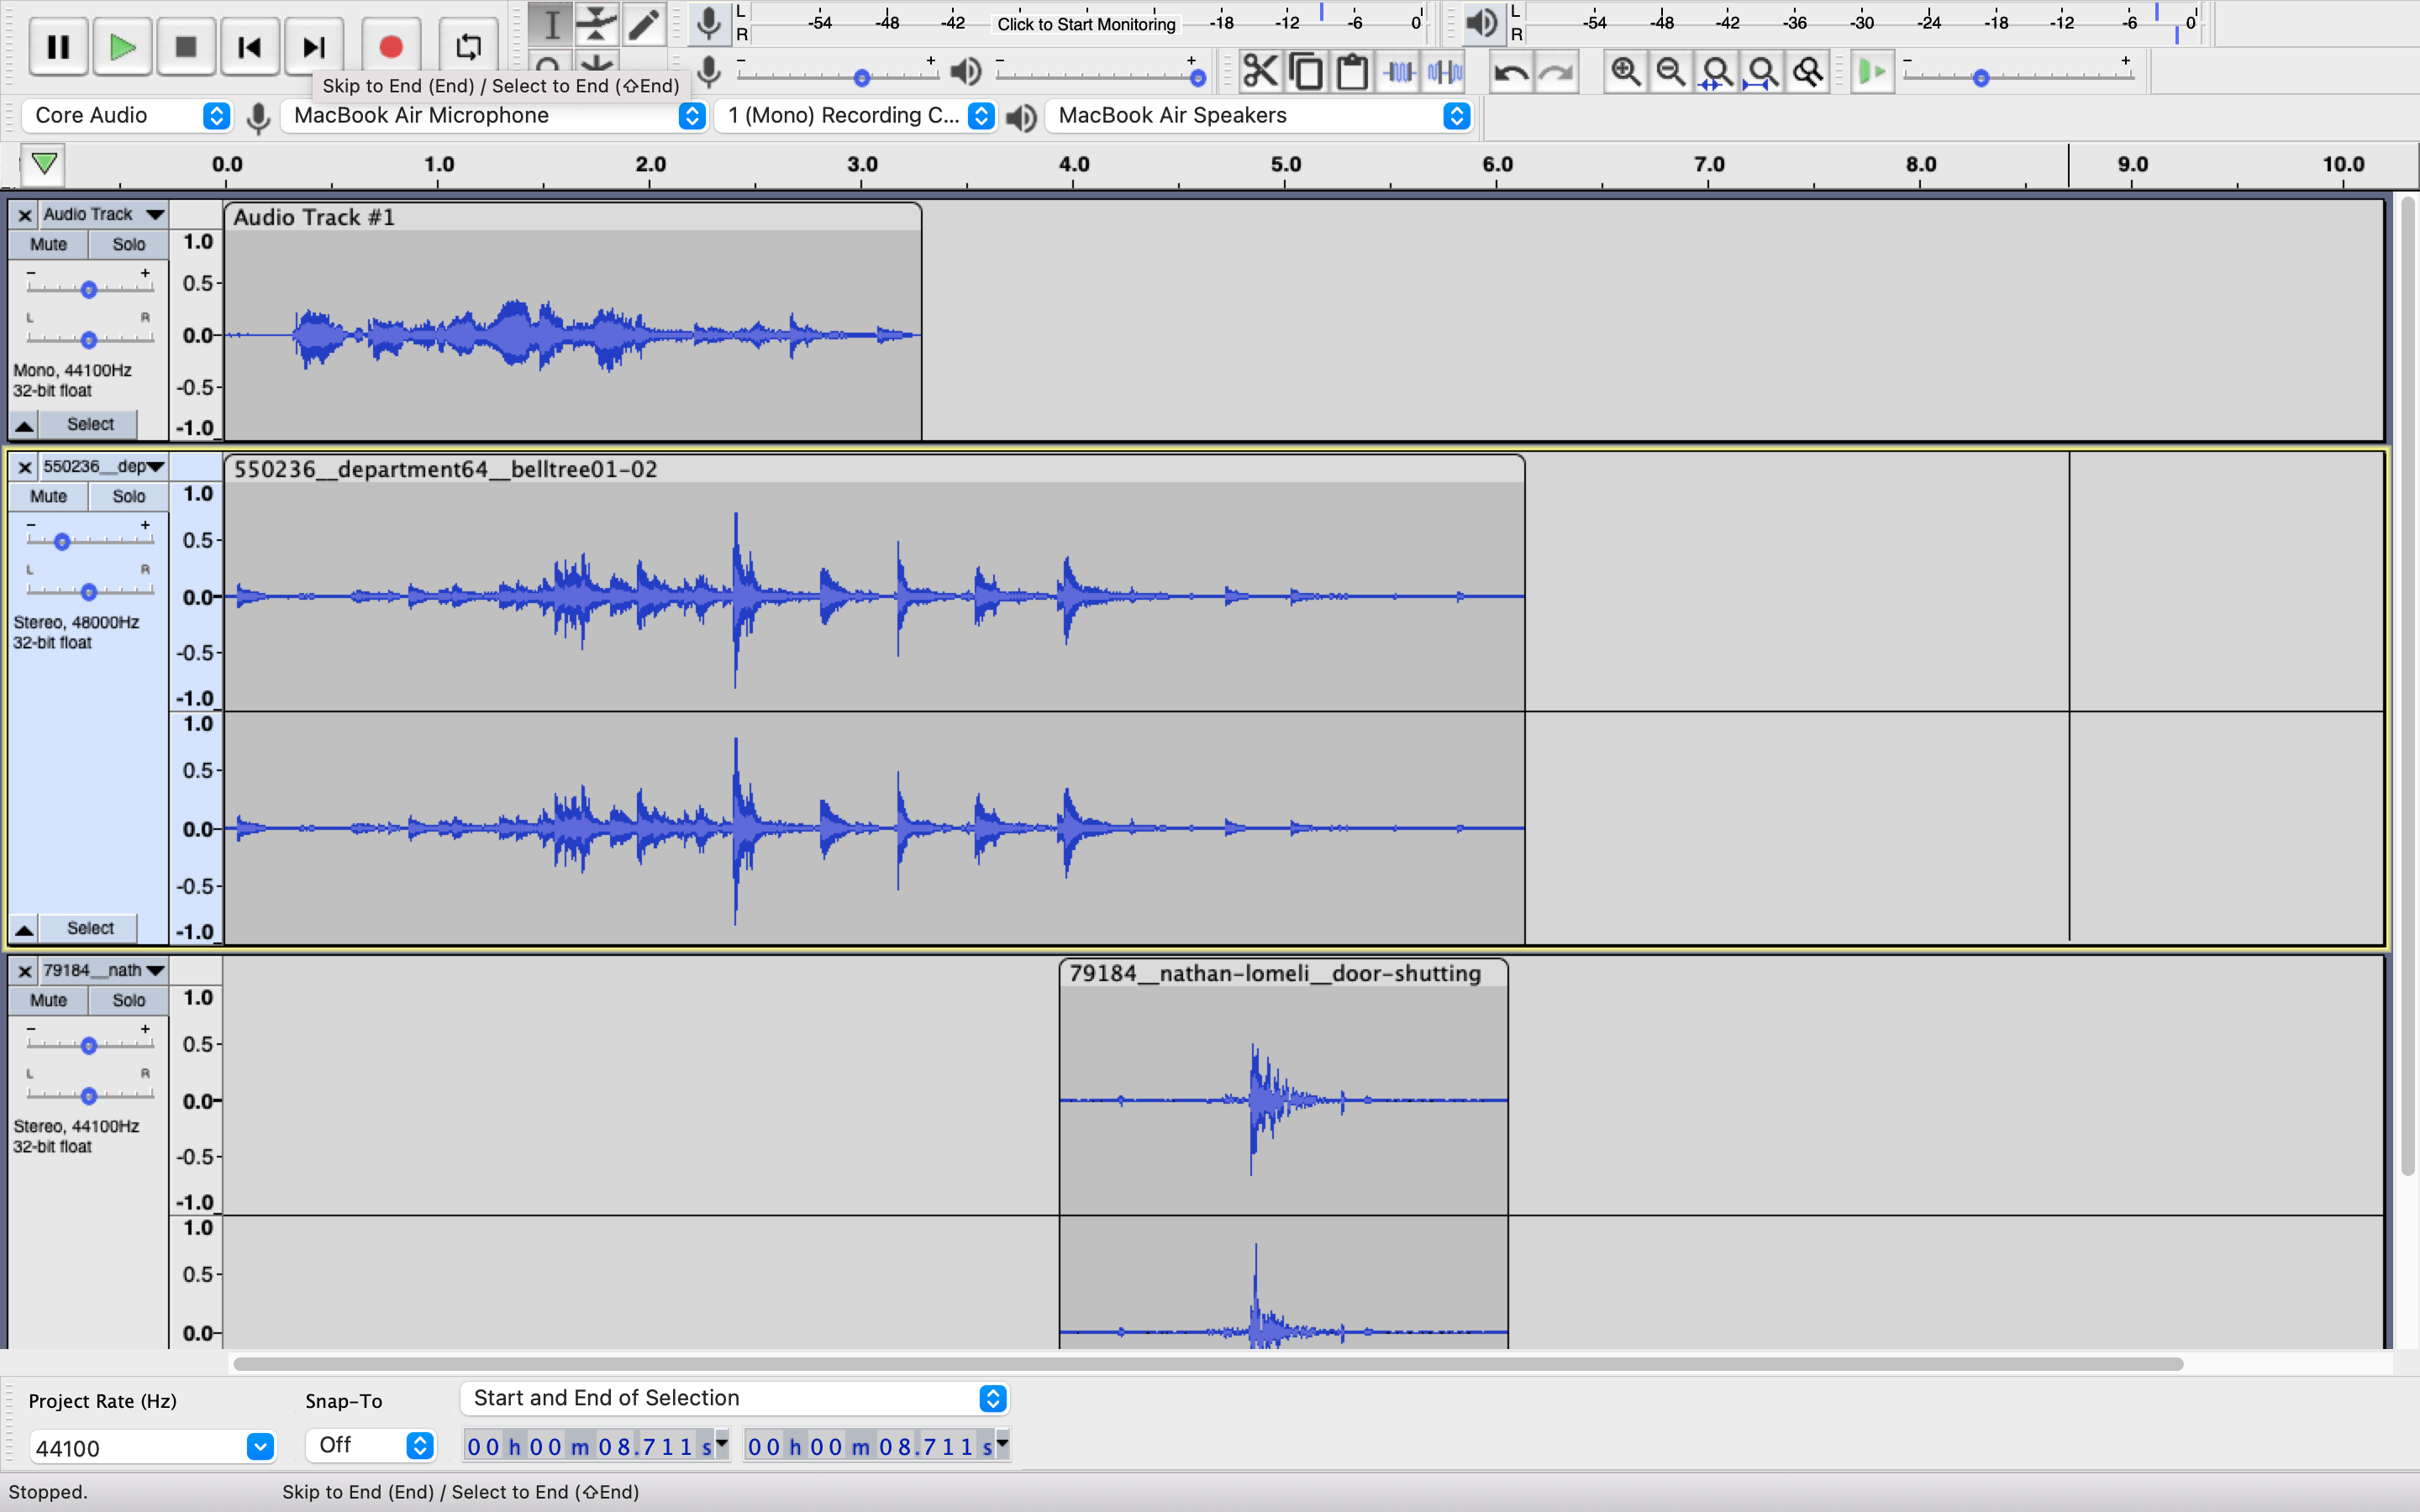 L -54 -48 -42 Click to Start Monitoring -18 -12 -6 0
R
L -54 -48 -42 -36 -30 -24 -18 -12 -6 0
R
- +
- +
- +
Skip to End (End) / Select to End (⇧End)
Core Audio MacBook Air Microphone 1 (Mono) Recording C... MacBook Air Speakers
0.0 1.0 2.0 3.0 4.0 5.0 6.0 7.0 8.0 9.0 10.0
Audio Track Audio Track #1
Mute Solo
- +
L R
Mono, 44100Hz
32-bit float
Select
1.0
0.5
0.0
-0.5
-1.0
550236__dep 550236__department64__belltree01-02
Mute Solo
- +
L R
Stereo, 48000Hz
32-bit float
Select
1.0
0.5
0.0
-0.5
-1.0
1.0
0.5
0.0
-0.5
-1.0
79184__nath 79184__nathan-lomeli__door-shutting
Mute Solo
- +
L R
Stereo, 44100Hz
32-bit float
1.0
0.5
0.0
-0.5
-1.0
1.0
0.5
0.0
Project Rate (Hz) Snap-To Start and End of Selection
44100 Off 00 h 00 m 08.711 s 00 h 00 m 08.711 s
Stopped. Skip to End (End) / Select to End (⇧End)